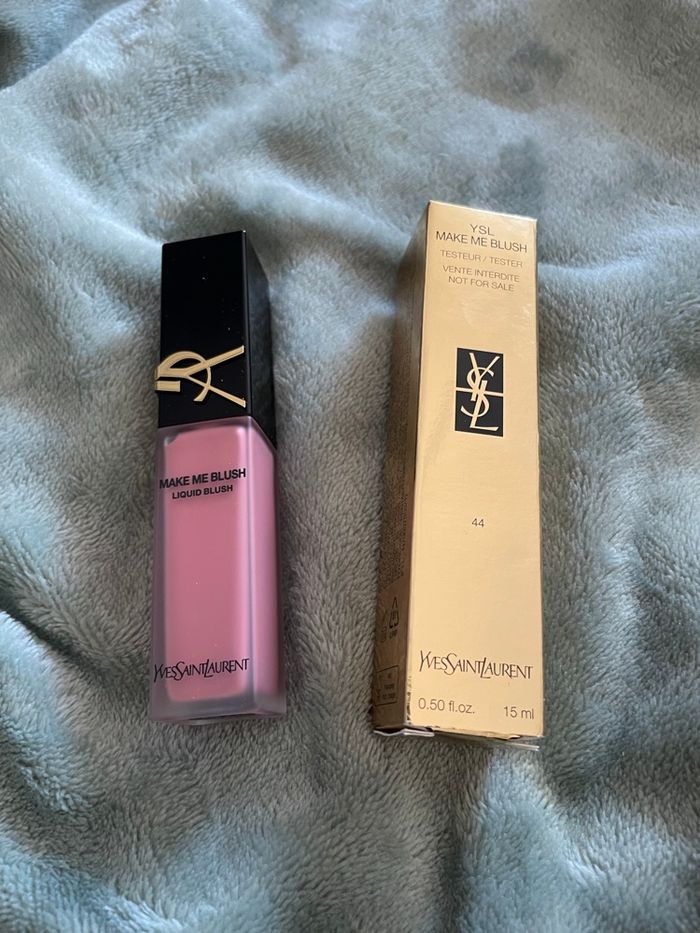 MAKE ME BLUSH
LIQUID BLUSH
YVESSAINTLAURENT
YSL
MAKE ME BLUSH
TESTEUR / TESTER
VENTE INTERDITE
NOT FOR SALE
YSL
44
YVESSAINTLAURENT
0.50 fl.oz. 15 ml